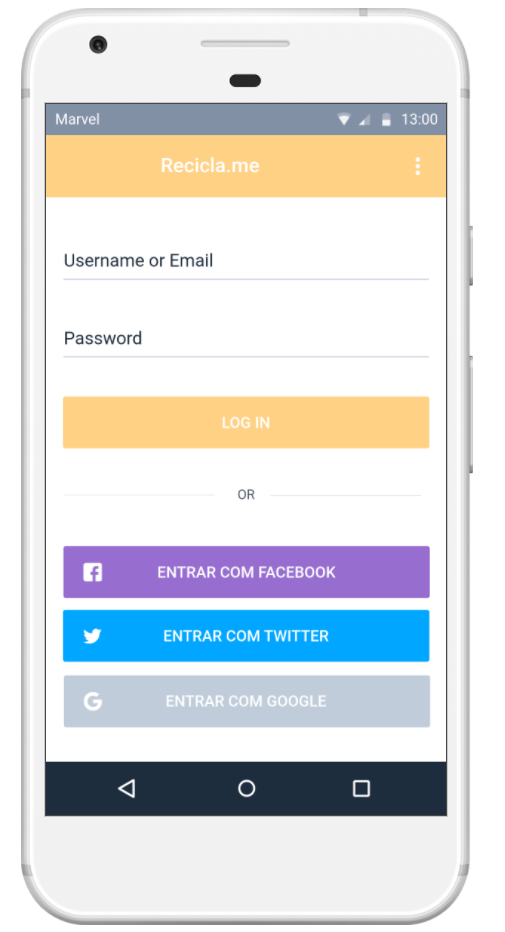 Marvel 13:00
Recicla.me
Username or Email
Password
LOG IN
OR
ENTRAR COM FACEBOOK
ENTRAR COM TWITTER
ENTRAR COM GOOGLE